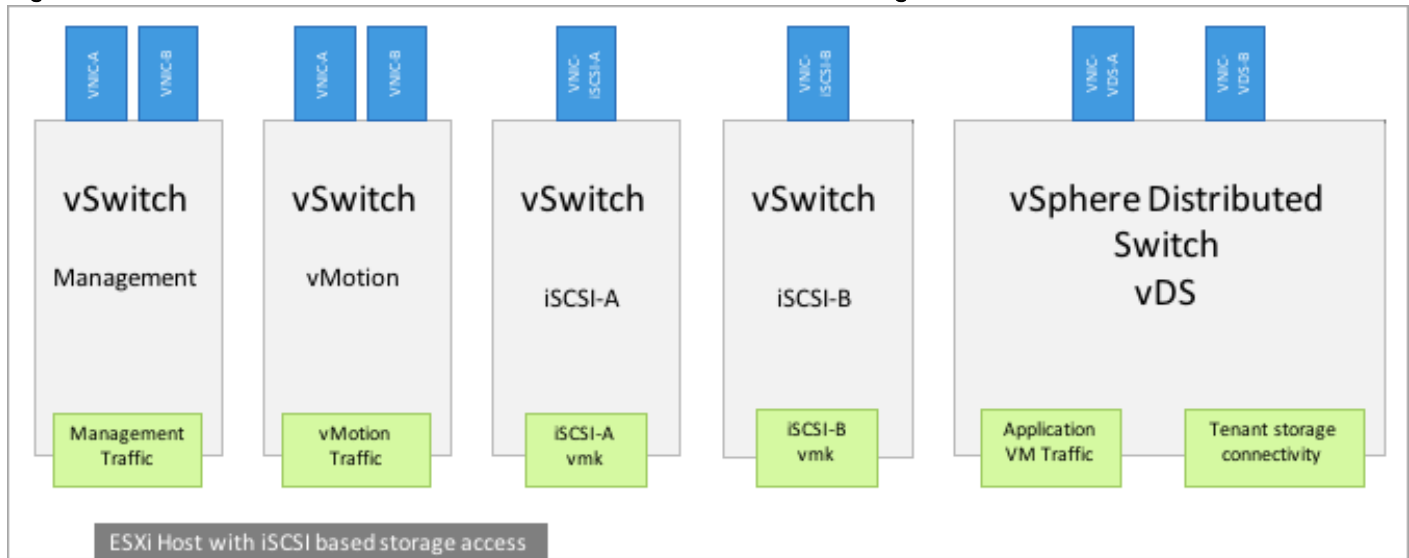 VNIC-A
VNIC-B
VNIC-A
VNIC-B
VNIC-
iSCSI-A
VNIC-
iSCSI-B
VNIC-
VDS-A
VNIC-
VDS-B
vSwitch
Management
vSwitch
vMotion
vSwitch
iSCSI-A
vSwitch
iSCSI-B
vSphere Distributed
Switch
vDS
Management
Traffic
vMotion
Traffic
iSCSI-A
vmk
iSCSI-B
vmk
Application
VM Traffic
Tenant storage
connectivity
ESXi Host with iSCSI based storage access